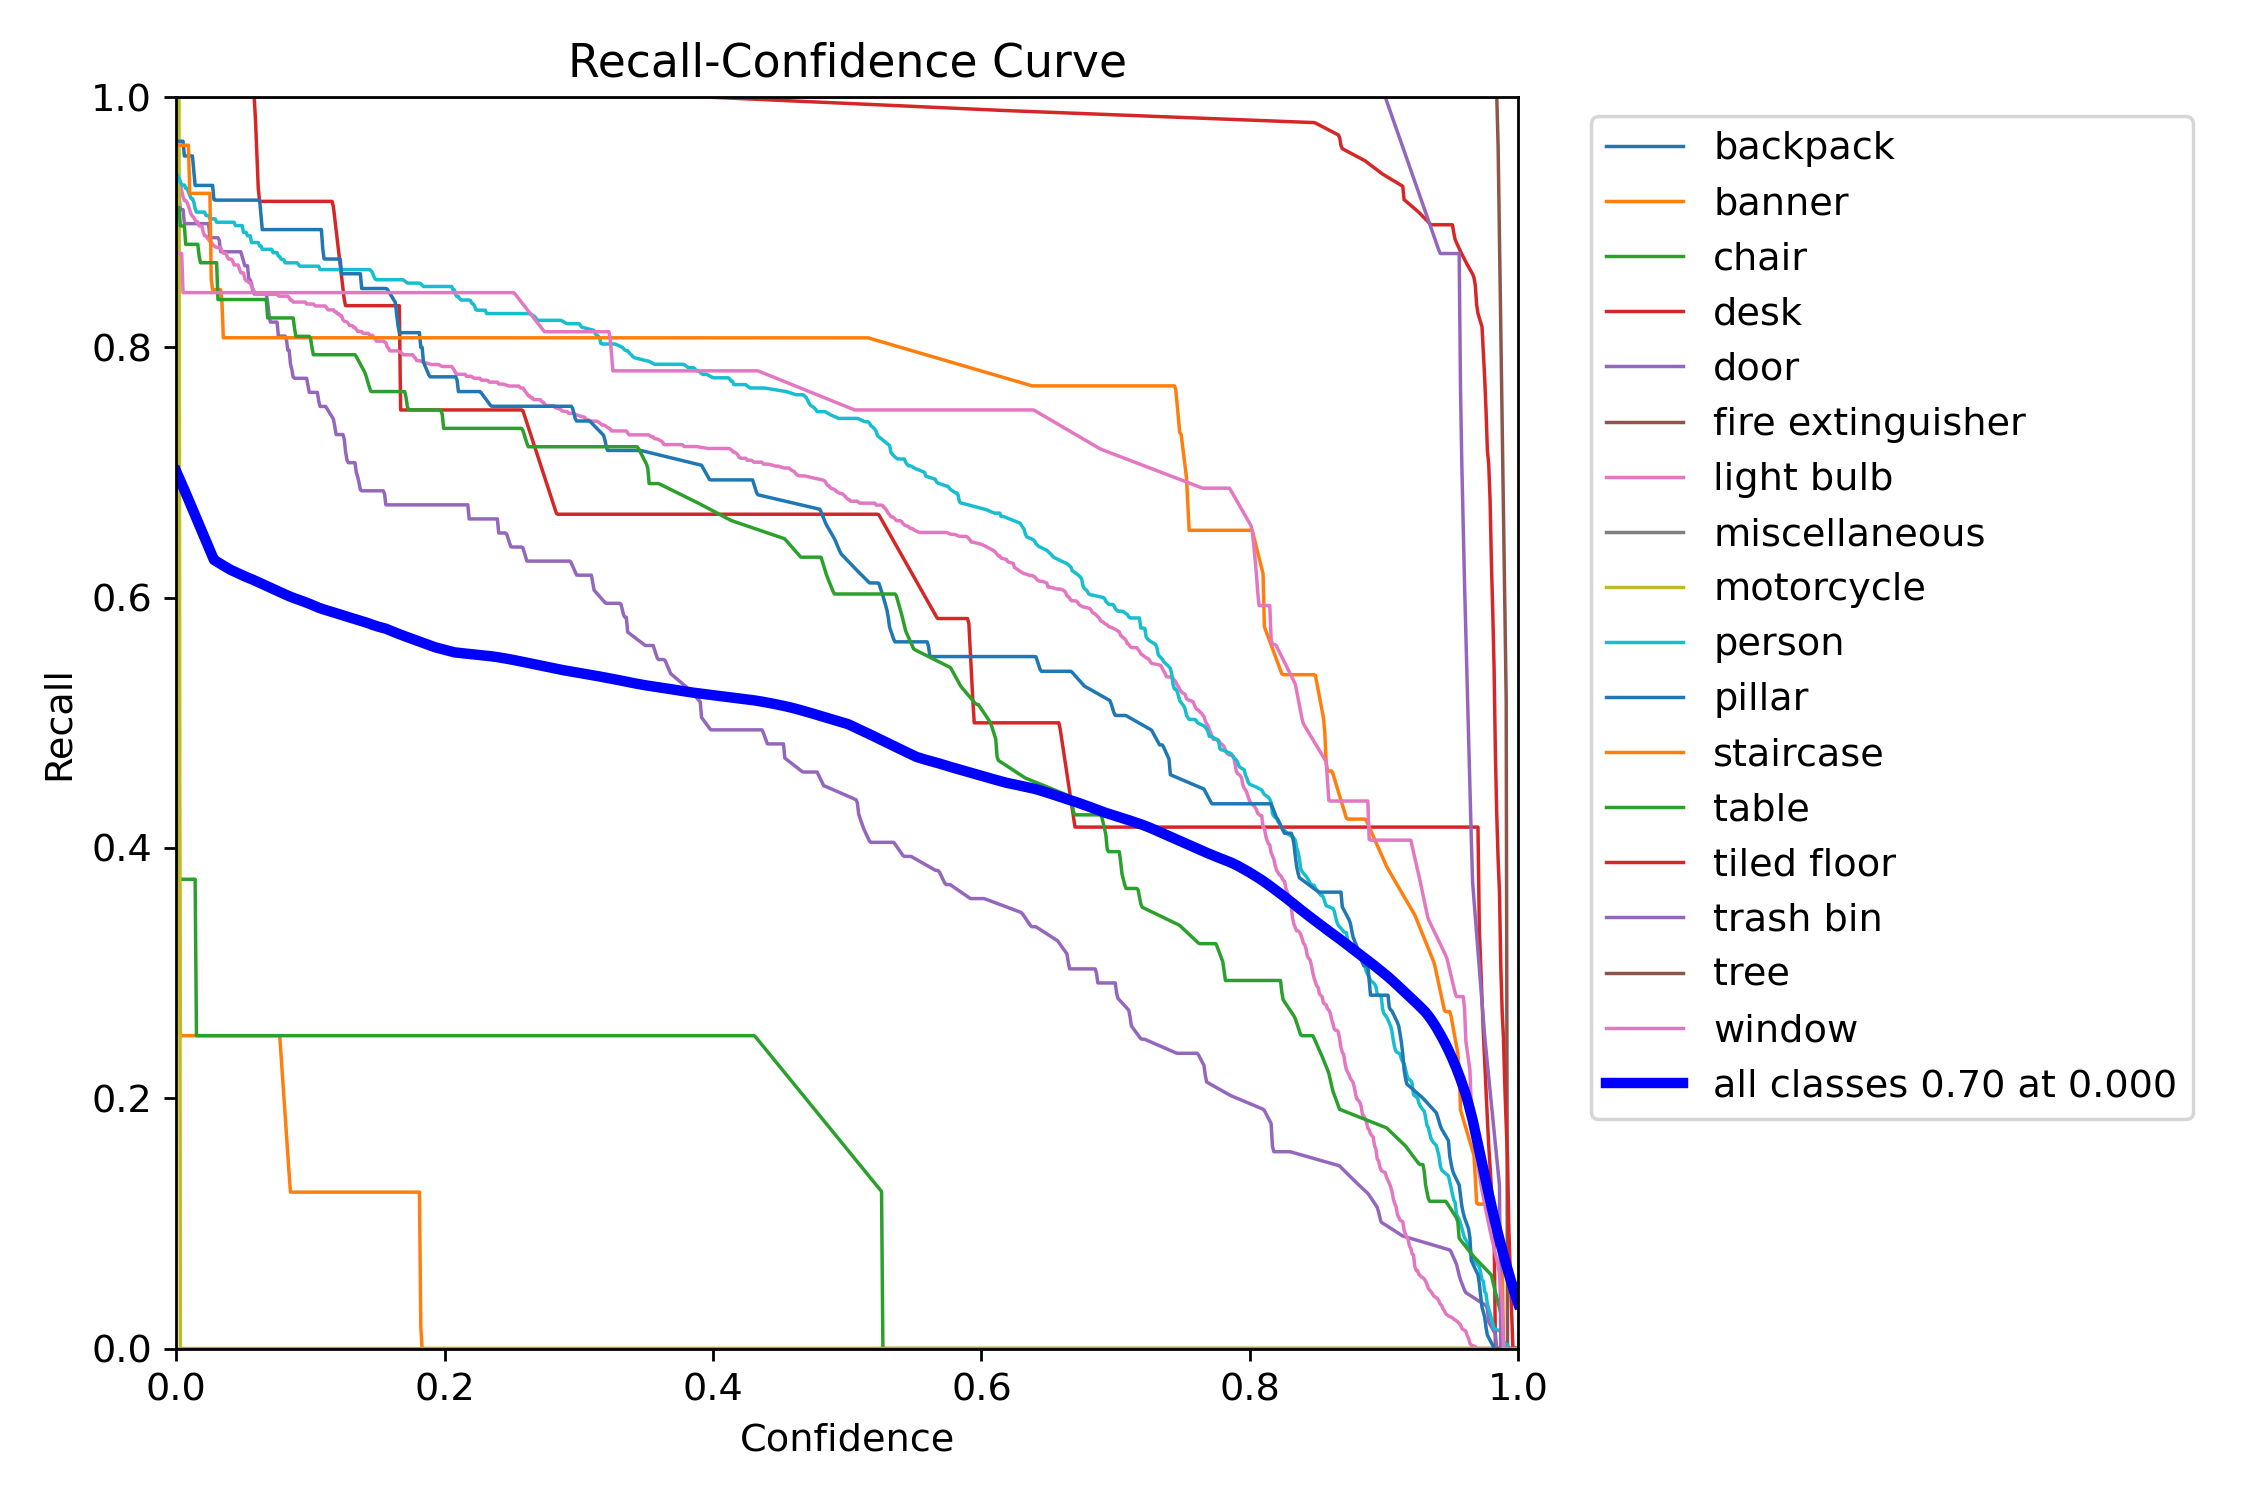 Recall-Confidence Curve
1.0
0.8
0.6
0.4
0.2
0.0
Recall
0.0 0.2 0.4 0.6 0.8 1.0
Confidence
backpack
banner
chair
desk
door
fire extinguisher
light bulb
miscellaneous
motorcycle
person
pillar
staircase
table
tiled floor
trash bin
tree
window
all classes 0.70 at 0.000